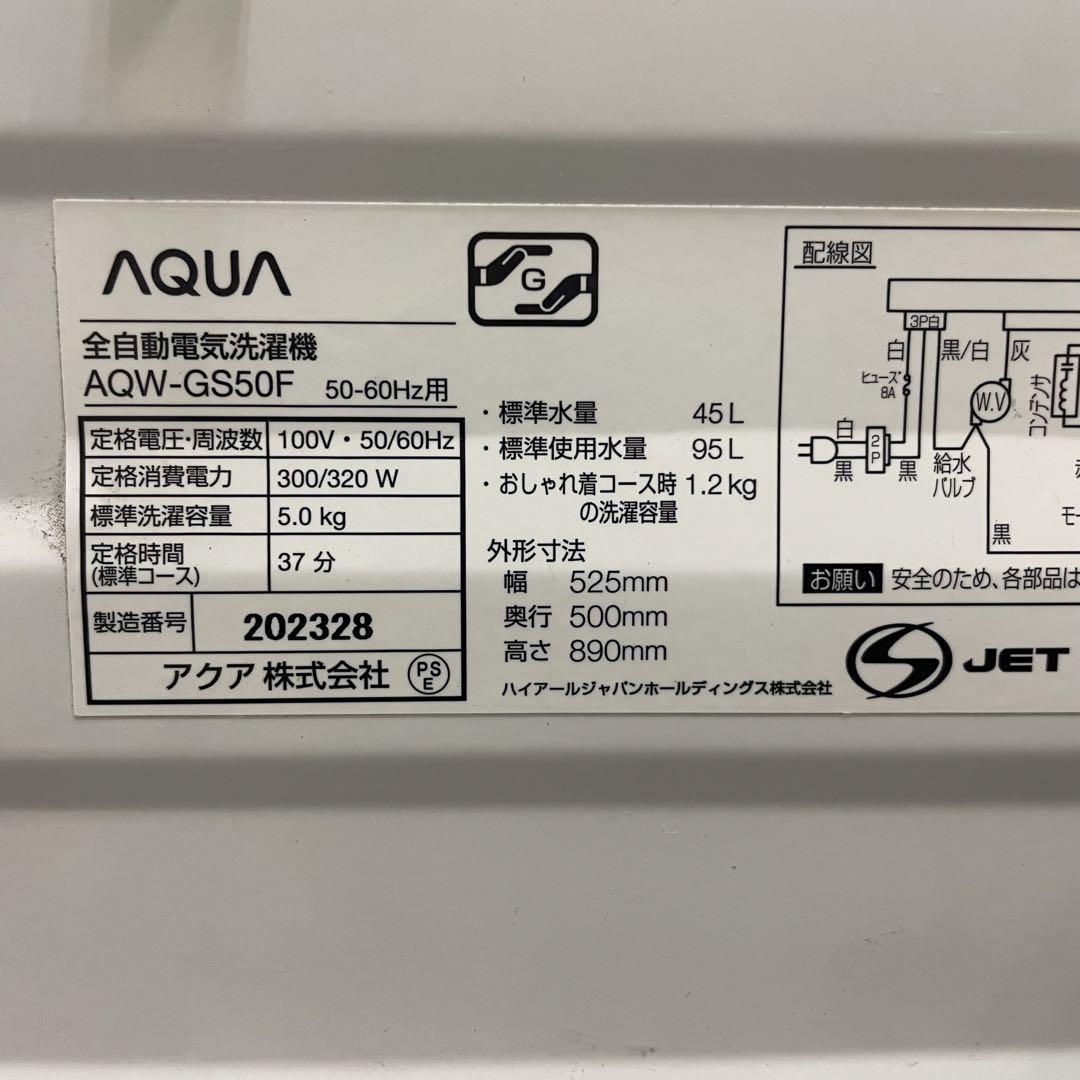 AQUA
全自動電気洗濯機
AQW-GS50F 50-60Hz用
定格電圧・周波数 100V・50/60Hz
定格消費電力 300/320 W
標準洗濯容量 5.0 kg
定格時間 37 分
(標準コース)
製造番号 202328
アクア 株式会社 PSE
G
・標準水量 45L
・標準使用水量 95L
・おしゃれ着コース時 1.2kg
の洗濯容量
外形寸法
幅 525mm
奥行 500mm
高さ 890mm
ハイアールジャパンホールディングス株式会社
配線図
3P白
白 黒/白 灰
ヒューズ
8A
W.V
コンデンサ
白
2P
黒 黒
給水
バルブ
黒
モー
お願い 安全のため、各部品は
S JET